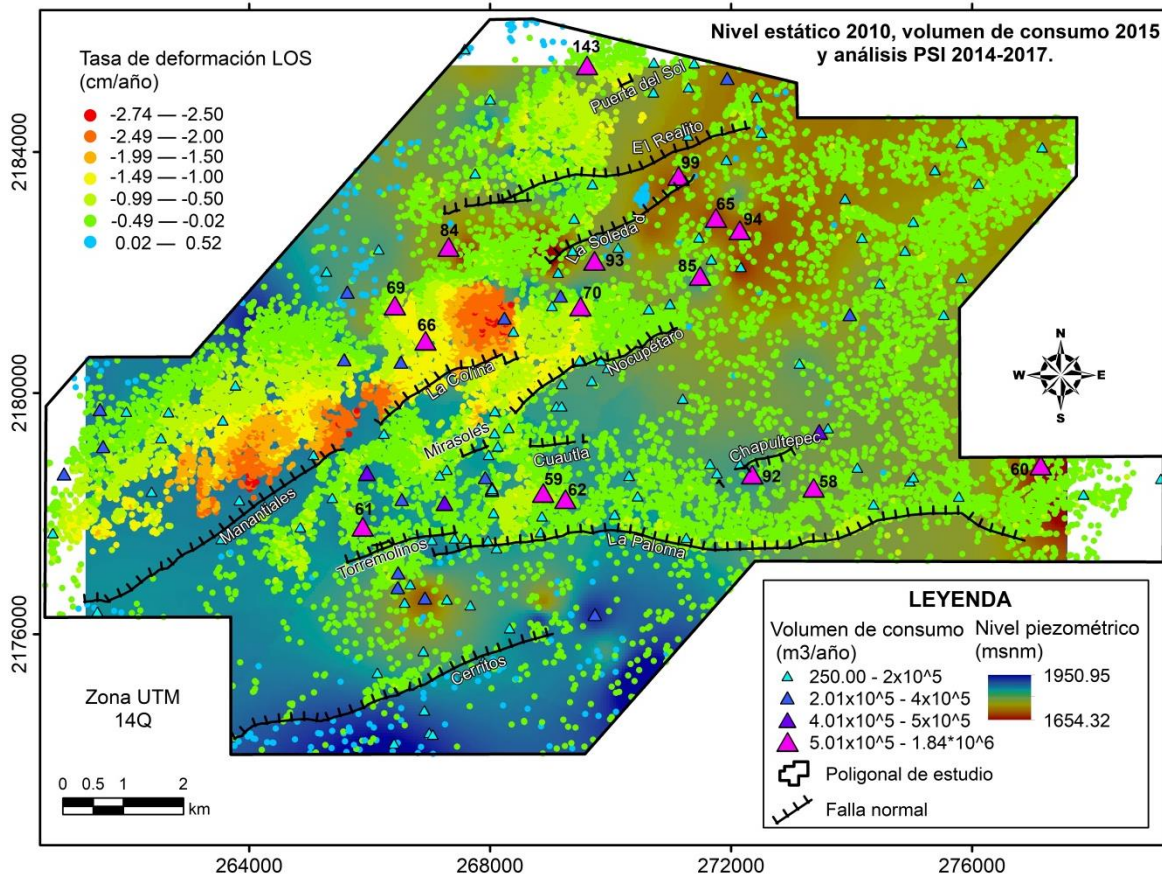 Nivel estático 2010, volumen de consumo 2015
y análisis PSI 2014-2017.
Tasa de deformación LOS
(cm/año)
-2.74 — -2.50
-2.49 — -2.00
-1.99 — -1.50
-1.49 — -1.00
-0.99 — -0.50
-0.49 — -0.02
0.02 — 0.52
143
Puerta del Sol
El Realito
99
65
94
84
La Soledad
93
85
69
70
66
Nocupétaro
La Colina
Mirasoles
Cuautla
Chapultepec
60
92
58
59
62
Manantiales
61
Torremolinos
La Paloma
Cerritos
N
W
E
S
Zona UTM
14Q
0 0.5 1 2
km
LEYENDA
Volumen de consumo
(m3/año)
250.00 - 2x10^5
2.01x10^5 - 4x10^5
4.01x10^5 - 5x10^5
5.01x10^5 - 1.84*10^6
Poligonal de estudio
Falla normal
Nivel piezométrico
(msnm)
1950.95
1654.32
2184000
2180000
2176000
264000
268000
272000
276000